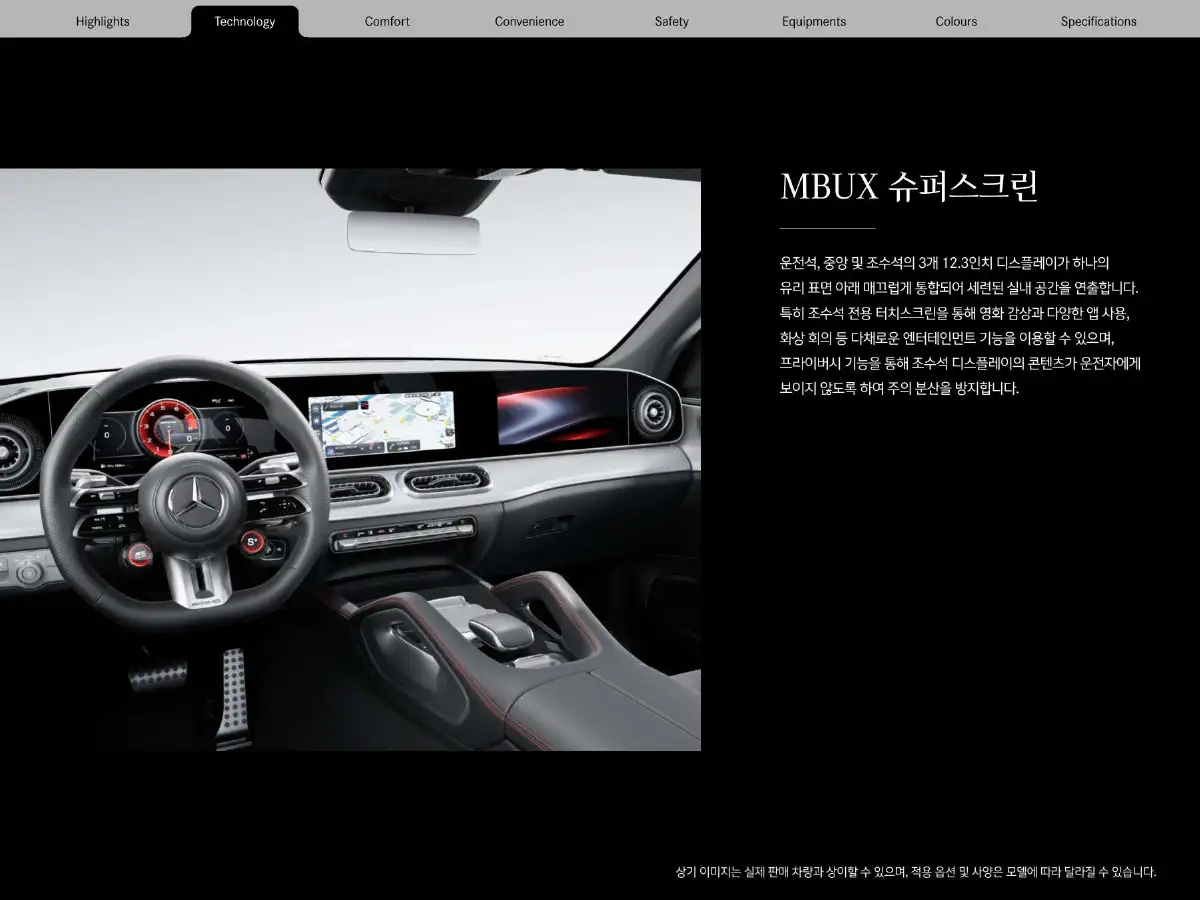 Highlights
Technology
Comfort
Convenience
Safety
Equipments
Colours
Specifications
MBUX 슈퍼스크린
운전석, 중앙 및 조수석의 3개 12.3인치 디스플레이가 하나의
유리 표면 아래 매끄럽게 통합되어 세련된 실내 공간을 연출합니다.
특히 조수석 전용 터치스크린을 통해 영화 감상과 다양한 앱 사용,
화상 회의 등 다채로운 엔터테인먼트 기능을 이용할 수 있으며,
프라이버시 기능을 통해 조수석 디스플레이의 콘텐츠가 운전자에게
보이지 않도록 하여 주의 분산을 방지합니다.
S+
상기 이미지는 실제 판매 차량과 상이할 수 있으며, 적용 옵션 및 사양은 모델에 따라 달라질 수 있습니다.